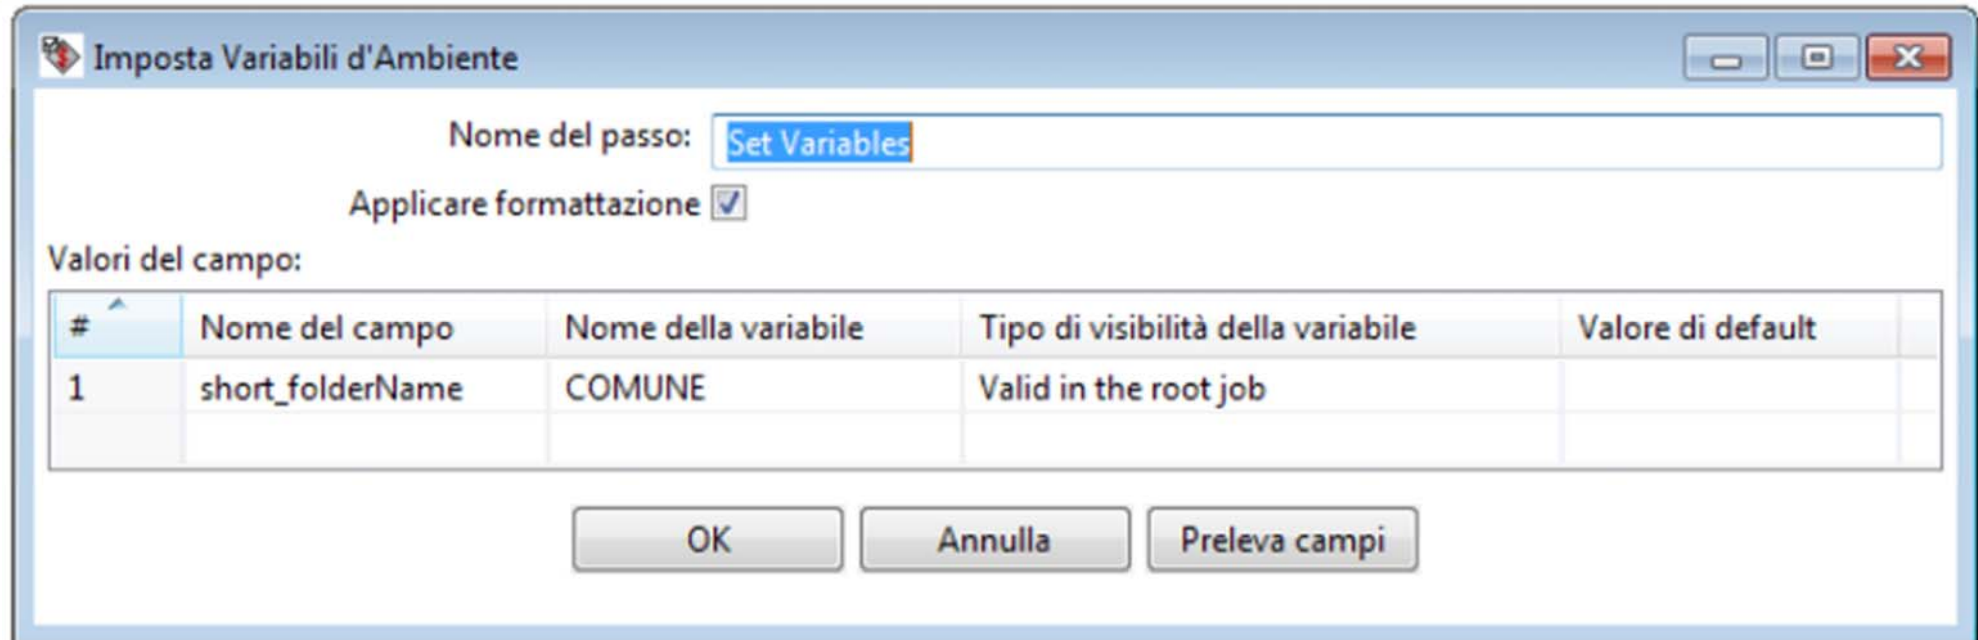 Imposta Variabili d'Ambiente
Nome del passo: Set Variables
Applicare formattazione
Valori del campo:
# Nome del campo Nome della variabile Tipo di visibilità della variabile Valore di default
1 short_folderName COMUNE Valid in the root job
OK Annulla Preleva campi